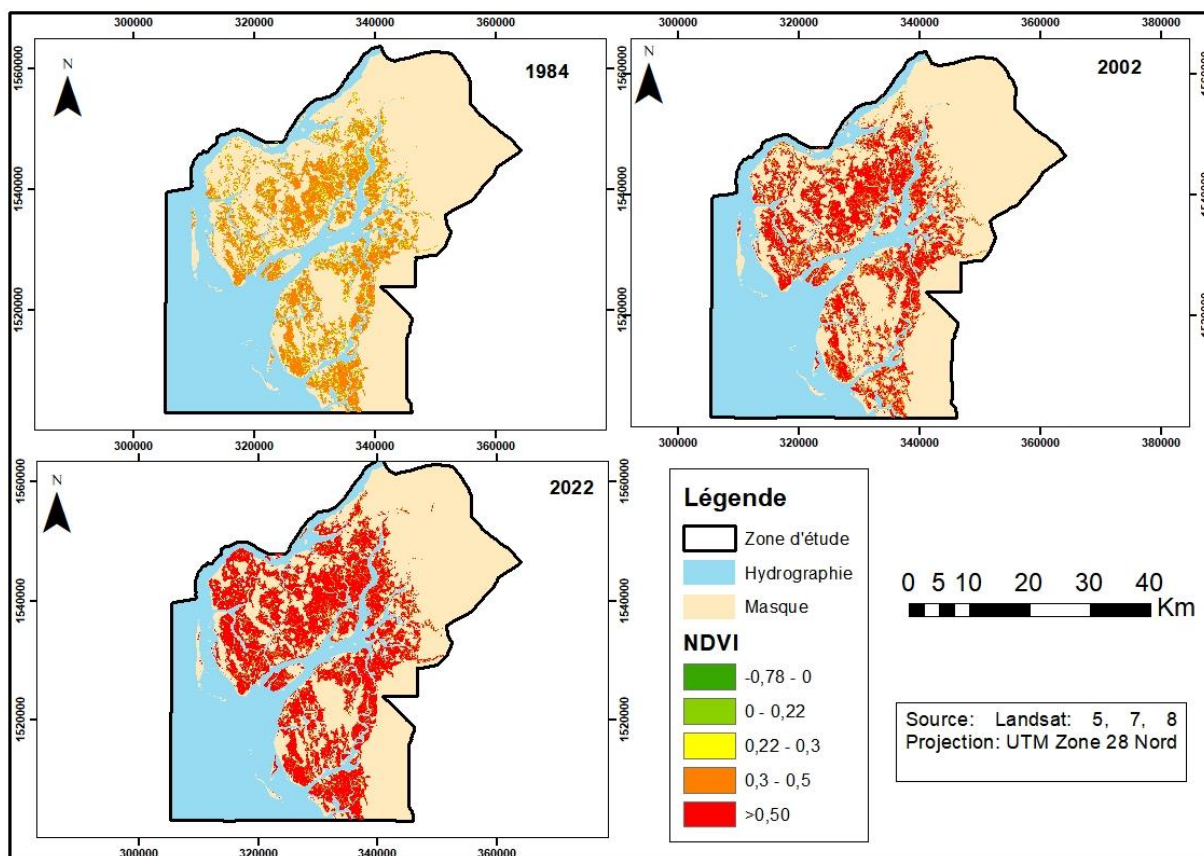 300000 320000 340000 360000
300000 320000 340000 360000 380000
N
1984
1560000
1540000
1520000
1560000
1540000
1520000
300000 320000 340000 360000
N
2002
1540000
300000 320000 340000 360000 380000
N
2022
1560000
1540000
1520000
300000 320000 340000 360000
Légende
Zone d'étude
Hydrographie
Masque
NDVI
-0,78 - 0
0 - 0,22
0,22 - 0,3
0,3 - 0,5
>0,50
0 5 10 20 30 40
Km
Source: Landsat: 5, 7, 8
Projection: UTM Zone 28 Nord